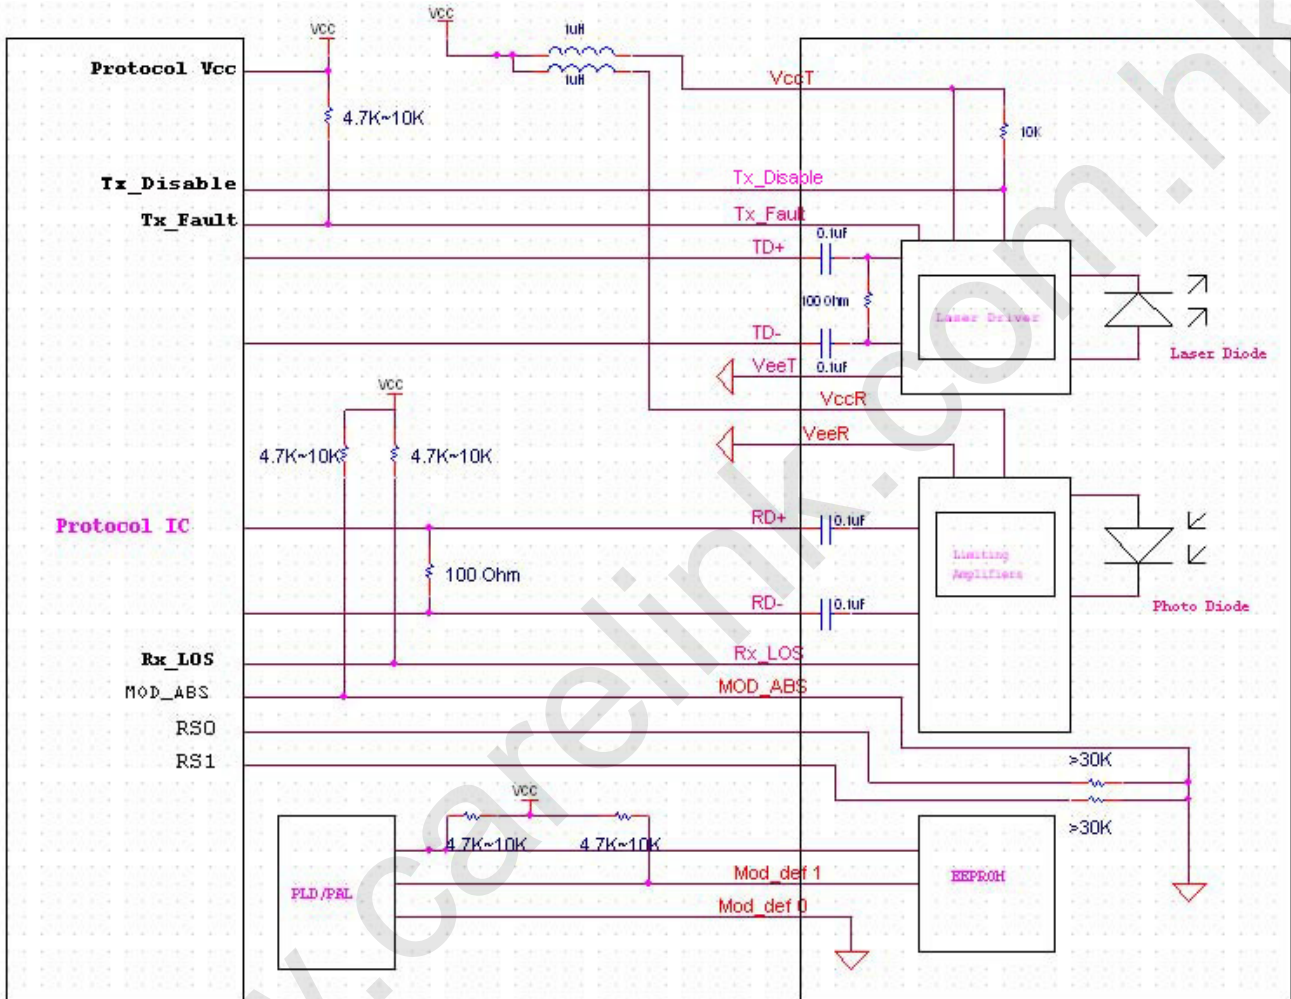 VCC
VCC
1uH
1uH
Protocol Vcc
VccT
4.7K~10K
10K
Tx_Disable
Tx_Disable
Tx_Fault
Tx_Fault
0.1uF
TD+
100 Ohm
Laser Driver
TD-
Laser Diode
VeeT
0.1uF
VCC
VccR
VeeR
4.7K~10K
4.7K~10K
Protocol IC
RD+
0.1uF
Limiting
Amplifiers
100 Ohm
RD-
0.1uF
Photo Diode
Rx_LOS
Rx_LOS
MOD_ABS
MOD_ABS
RS0
RS1
>30K
>30K
VCC
4.7K~10K
4.7K~10K
PLD/PAL
Mod_def 1
EEPROM
Mod_def 0
.carelink.com.hk